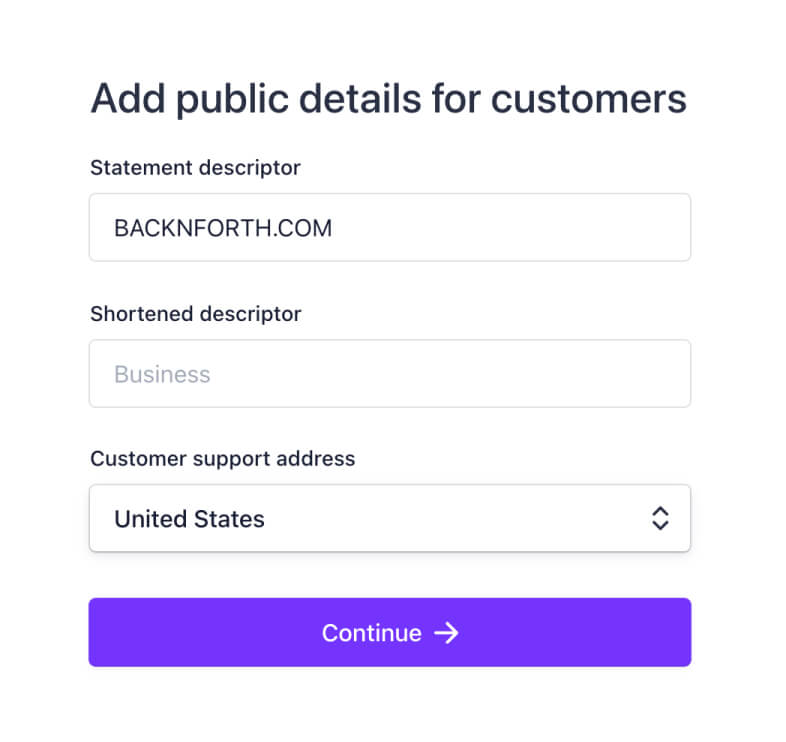 Add public details for customers
Statement descriptor
BACKNFORTH.COM
Shortened descriptor
Business
Customer support address
United States
Continue →